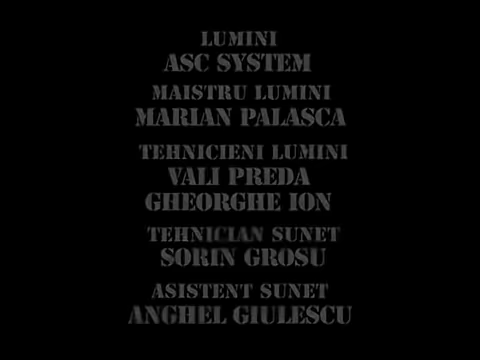 LUMINI
ASC SYSTEM
MAISTRU LUMINI
MARIAN PALASCA
TEHNICIENI LUMINI
VALI PREDA
GHEORGHE ION
TEHNICIAN SUNET
SORIN GROSU
ASISTENT SUNET
ANGHEL GIULESCU